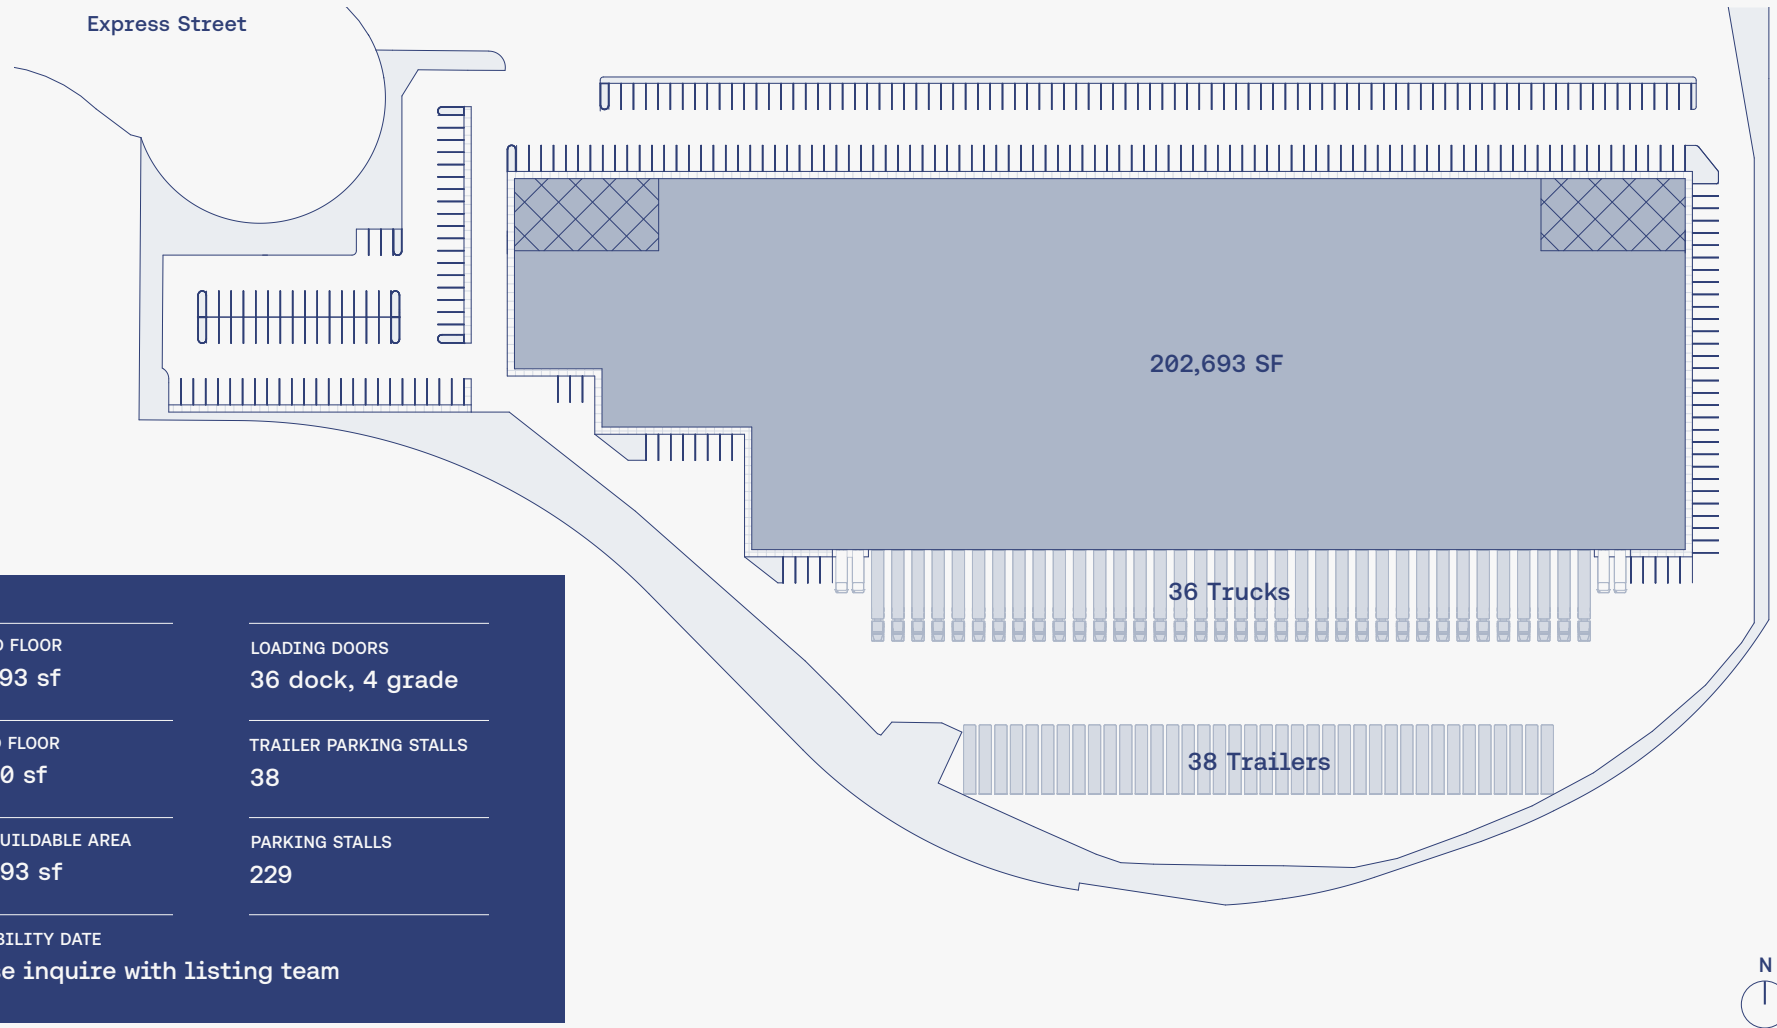 Express Street
202,693 SF
36 Trucks
38 Trailers
FLOOR
93 sf
LOADING DOORS
36 dock, 4 grade
FLOOR
0 sf
TRAILER PARKING STALLS
38
UILDABLE AREA
93 sf
PARKING STALLS
229
BILITY DATE
e inquire with listing team
N